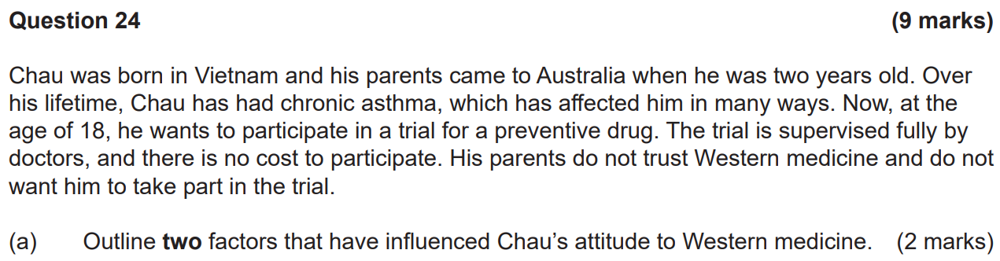 Question 24 (9 marks)
Chau was born in Vietnam and his parents came to Australia when he was two years old. Over
his lifetime, Chau has had chronic asthma, which has affected him in many ways. Now, at the
age of 18, he wants to participate in a trial for a preventive drug. The trial is supervised fully by
doctors, and there is no cost to participate. His parents do not trust Western medicine and do not
want him to take part in the trial.
(a) Outline two factors that have influenced Chau's attitude to Western medicine. (2 marks)